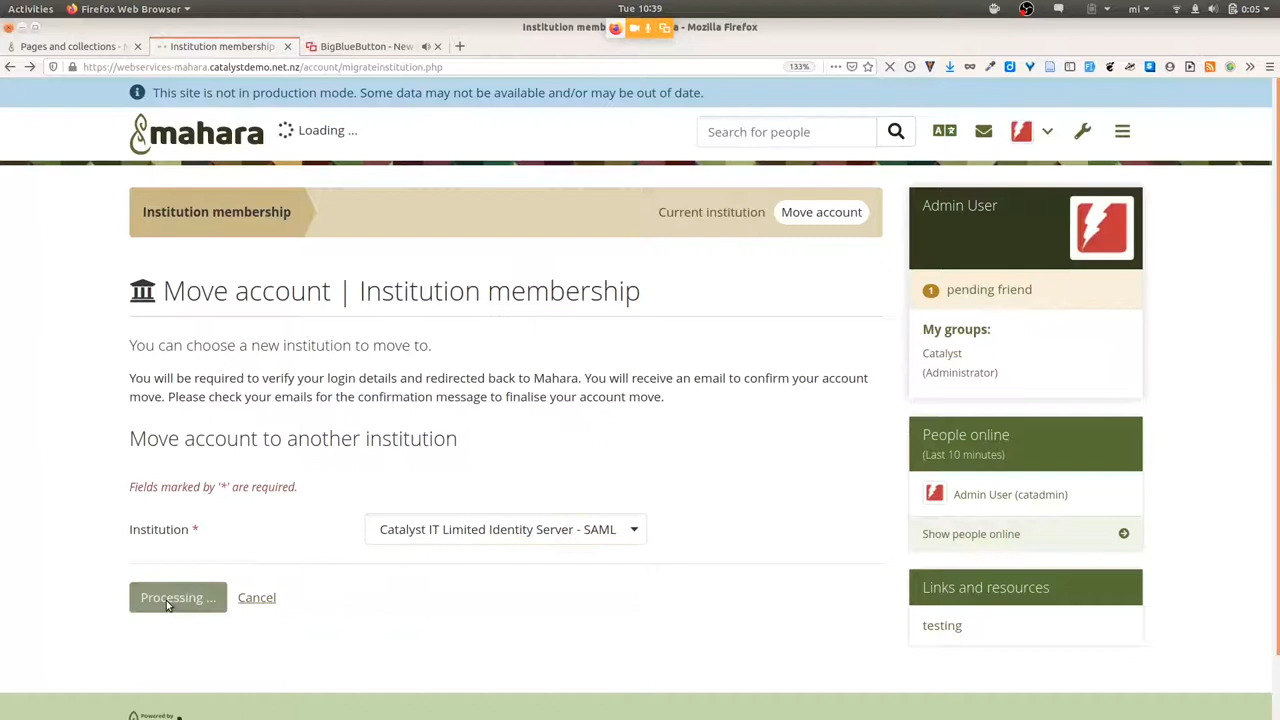 Activities Firefox Web Browser Tue 10:39 mi 0:05
Institution memb a - Mozilla Firefox
Pages and collections - Institution membership BigBlueButton - New
https://webservices-mahara.catalystdemo.net.nz/account/migrateinstitution.php 133%
This site is not in production mode. Some data may not be available and/or may be out of date.
mahara Loading ... Search for people
Institution membership Current institution Move account
Admin User
Move account | Institution membership
1 pending friend
You can choose a new institution to move to.
My groups:
Catalyst
(Administrator)
You will be required to verify your login details and redirected back to Mahara. You will receive an email to confirm your account
move. Please check your emails for the confirmation message to finalise your account move.
Move account to another institution
People online
(Last 10 minutes)
Fields marked by '*' are required.
Admin User (catadmin)
Institution * Catalyst IT Limited Identity Server - SAML
Show people online
Processing ... Cancel
Links and resources
testing
Powered by